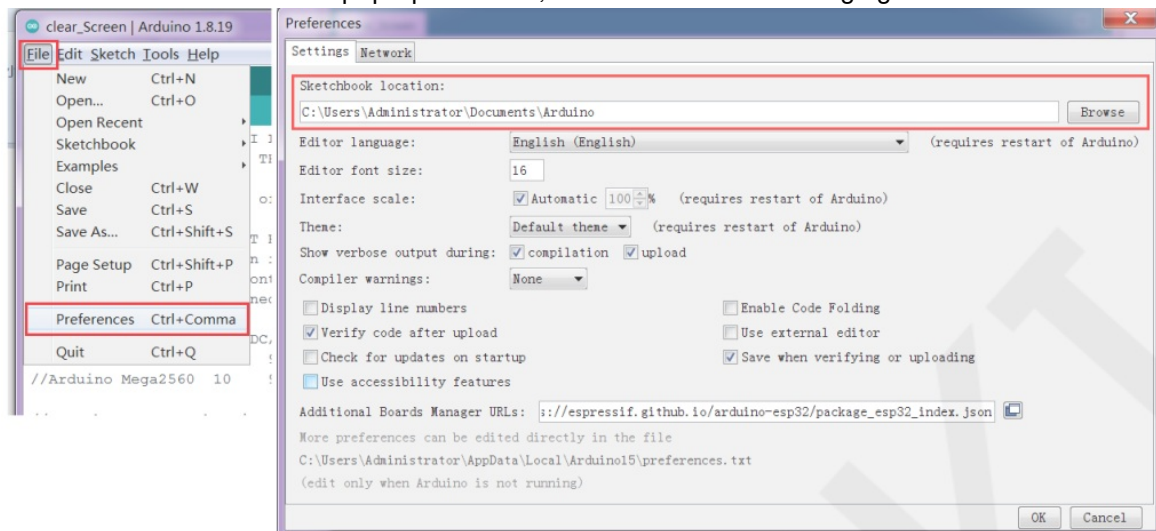 clear_Screen | Arduino 1.8.19
File Edit Sketch Tools Help
New Ctrl+N
Open... Ctrl+O
Open Recent
Sketchbook
Examples
Close Ctrl+W
Save Ctrl+S
Save As... Ctrl+Shift+S
Page Setup Ctrl+Shift+P
Print Ctrl+P
Preferences Ctrl+Comma
Quit Ctrl+Q
//Arduino Mega2560 10
Preferences
Settings Network
Sketchbook location:
C:\Users\Administrator\Documents\Arduino Browse
Editor language: English (English) (requires restart of Arduino)
Editor font size: 16
Interface scale: Automatic 100 % (requires restart of Arduino)
Theme: Default theme (requires restart of Arduino)
Show verbose output during: compilation upload
Compiler warnings: None
Display line numbers Enable Code Folding
Verify code after upload Use external editor
Check for updates on startup Save when verifying or uploading
Use accessibility features
Additional Boards Manager URLs: s://espressif.github.io/arduino-esp32/package_esp32_index.json
More preferences can be edited directly in the file
C:\Users\Administrator\AppData\Local\Arduino15\preferences.txt
(edit only when Arduino is not running)
OK Cancel